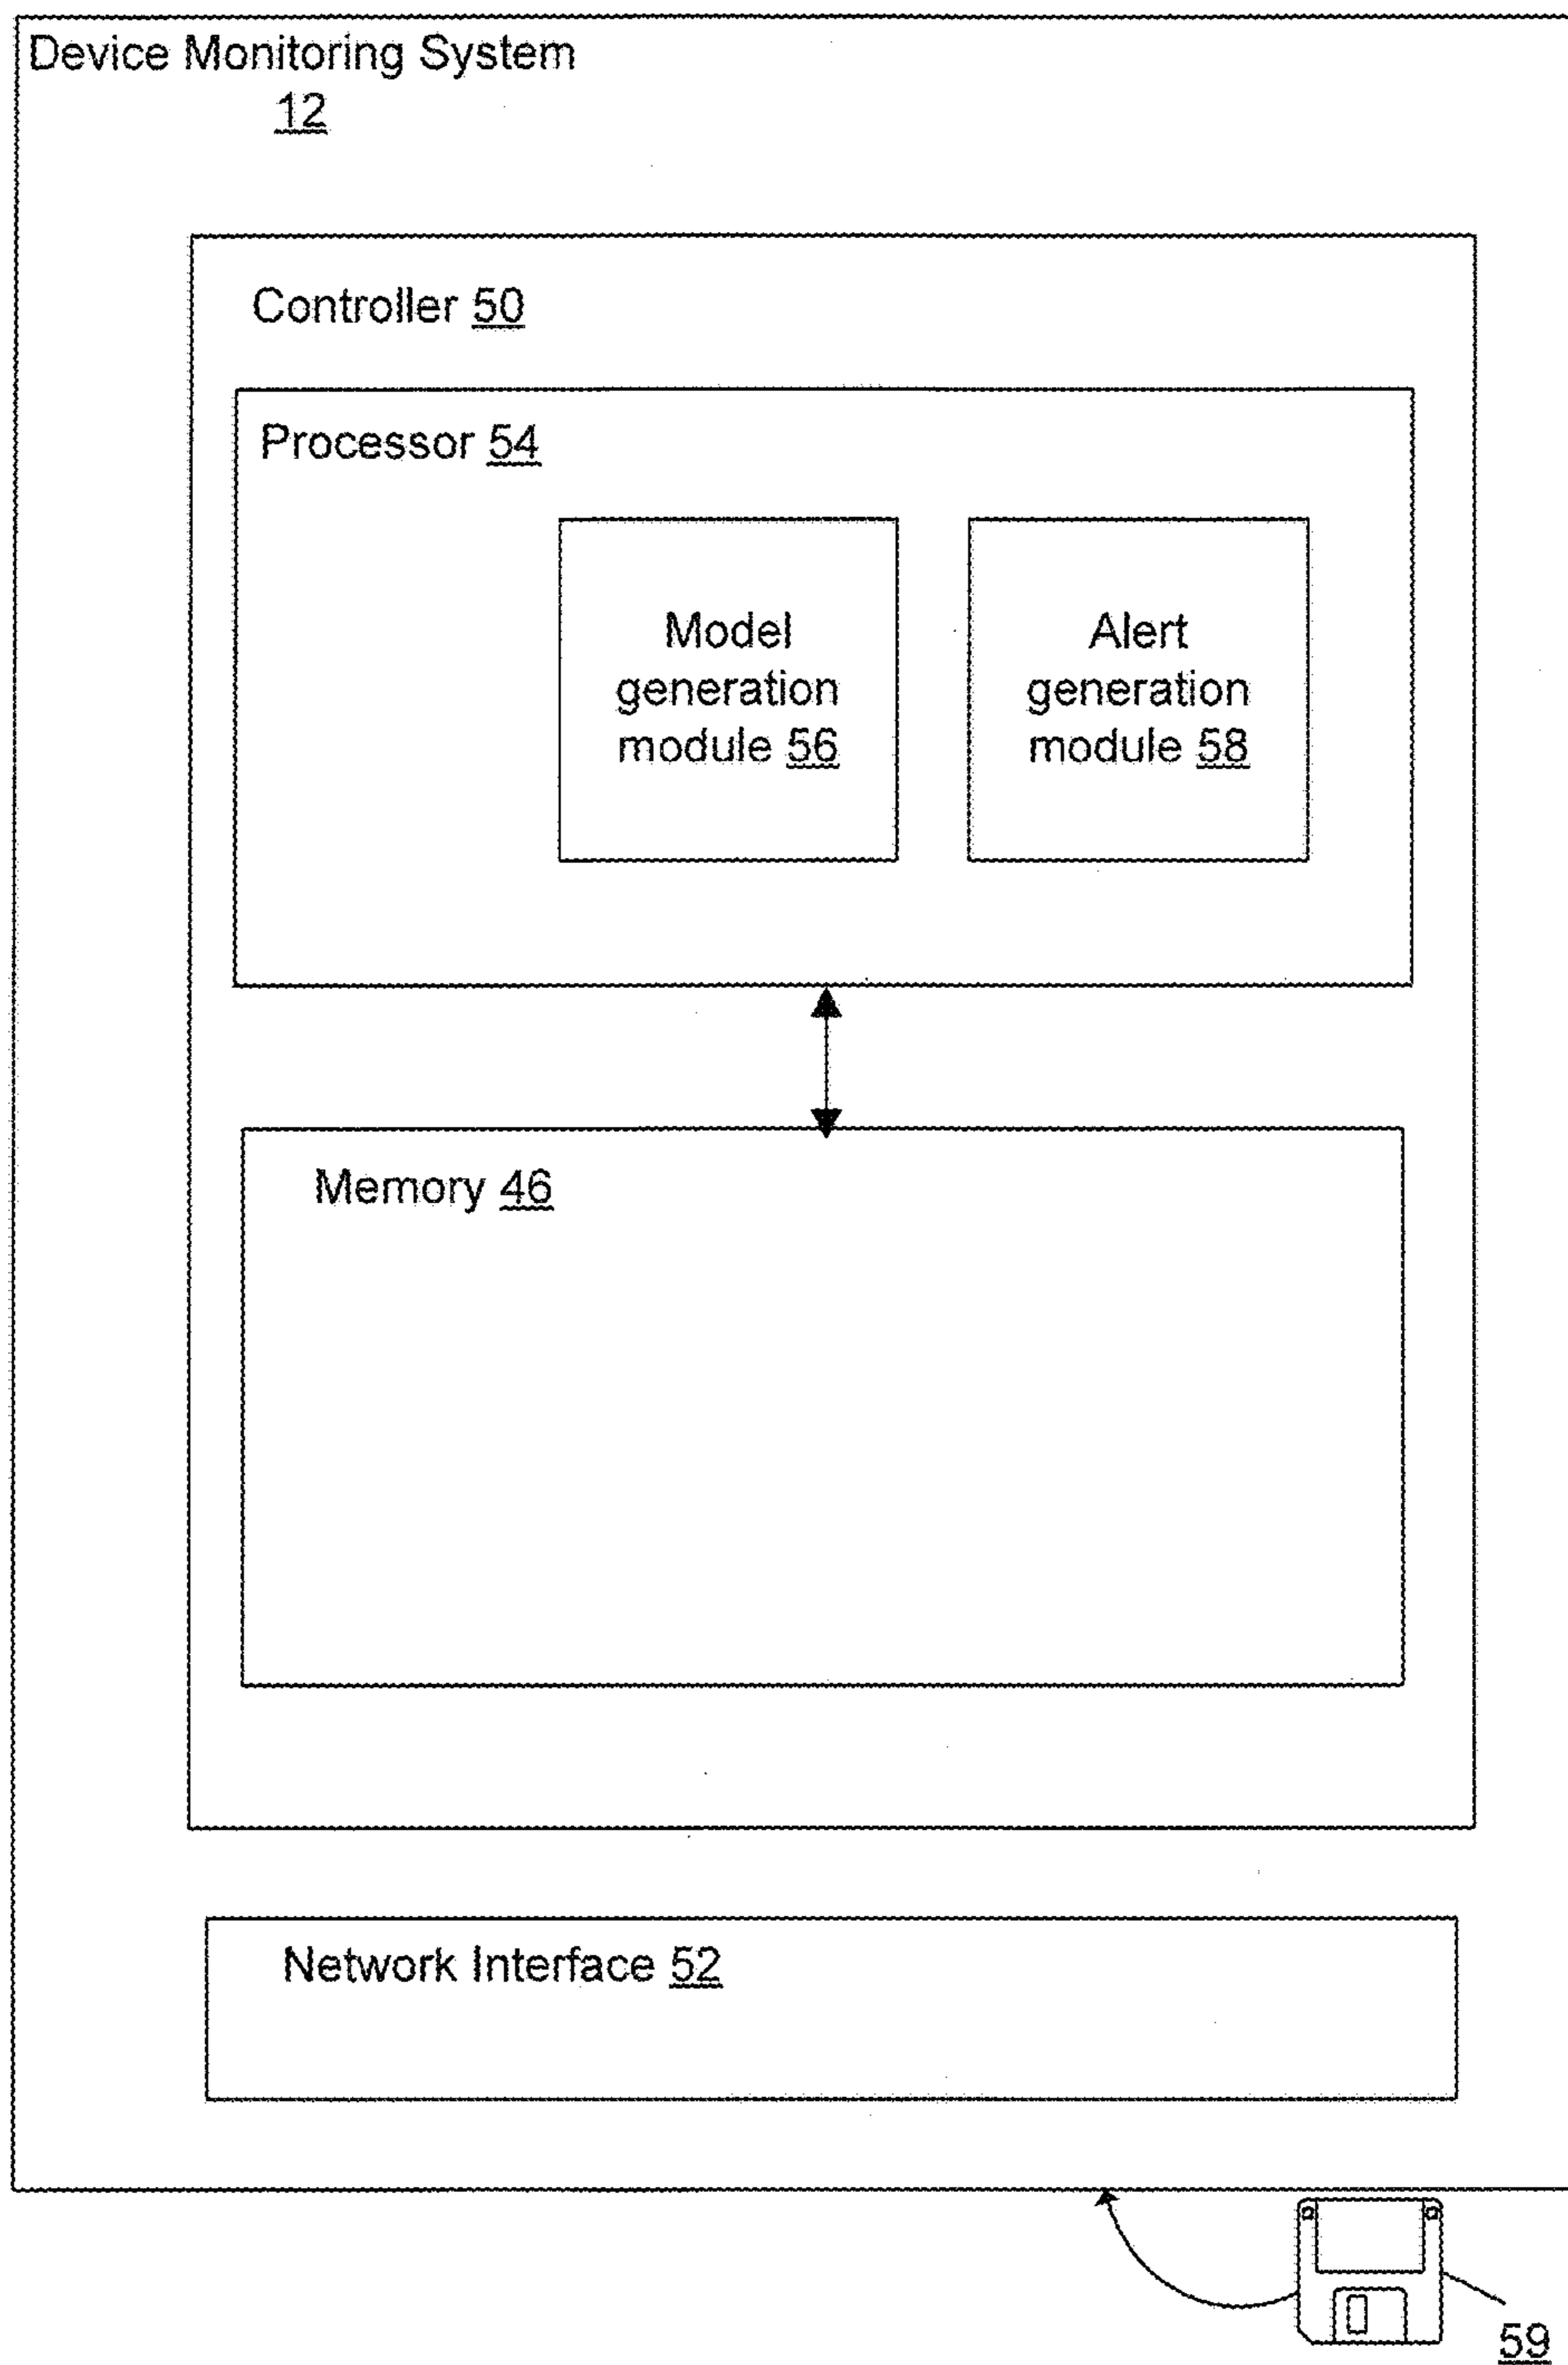 Device Monitoring System
12
Controller 50
Processor 54
Model
generation
module 56
Alert
generation
module 58
Memory 46
Network Interface 52
59